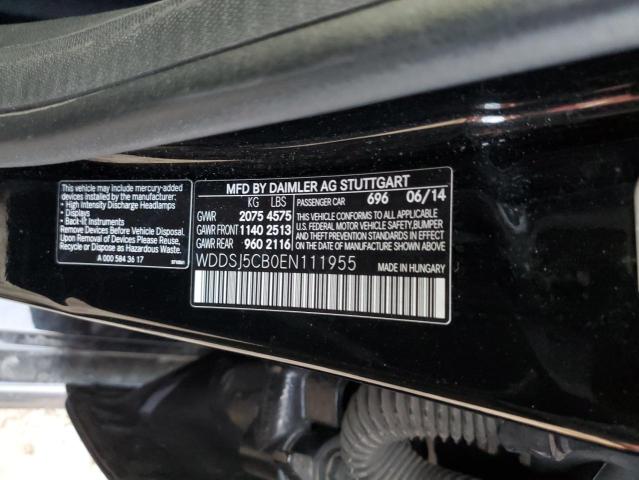 This vehicle may have mercury-added
devices installed by the manufacturer:
- High Intensity Discharge Headlamps
- Displays
- Back-lit Instruments
Remove Devices Before Vehicle Disposal.
Upon Removal of Devices Please Reuse,
Recycle or Dispose as Hazardous Waste.
A 000 584 36 17
MFD BY DAIMLER AG STUTTGART
KG LBS PASSENGER CAR 696 06/14
GVWR 2075 4575
GAWR FRONT 1140 2513
GAWR REAR 960 2116
THIS VEHICLE CONFORMS TO ALL APPLICABLE
U.S. FEDERAL MOTOR VEHICLE SAFETY, BUMPER
AND THEFT PREVENTION STANDARDS IN EFFECT
ON THE DATE OF MANUFACTURE SHOWN ABOVE.
WDDSJ5CB0EN111955
MADE IN HUNGARY